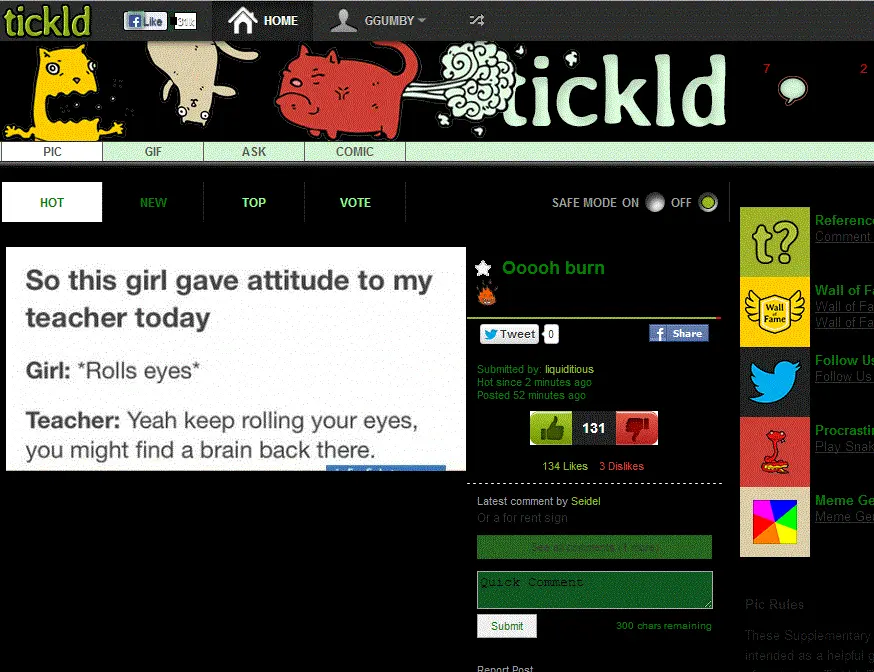 tickld
Like
31k
HOME
GGUMBY
tickld
7
2
PIC
GIF
ASK
COMIC
HOT
NEW
TOP
VOTE
SAFE MODE ON
OFF
So this girl gave attitude to my
teacher today
Girl: *Rolls eyes*
Teacher: Yeah keep rolling your eyes,
you might find a brain back there.
Ooooh burn
Tweet
0
Share
Submitted by: liquiditious
Hot since 2 minutes ago
Posted 52 minutes ago
131
134 Likes
3 Dislikes
Latest comment by Seidel
Or a for rent sign
See all comments (1 more)
Quick Comment
Submit
300 chars remaining
Report Post
t?
Reference
Comment
Wall of Fame
Wall of Fa
Wall of Fa
Wall of Fa
Follow Us
Follow Us
Procrastin
Play Snak
Meme Ge
Meme Ge
Pic Rules
These Supplementary
intended as a helpful